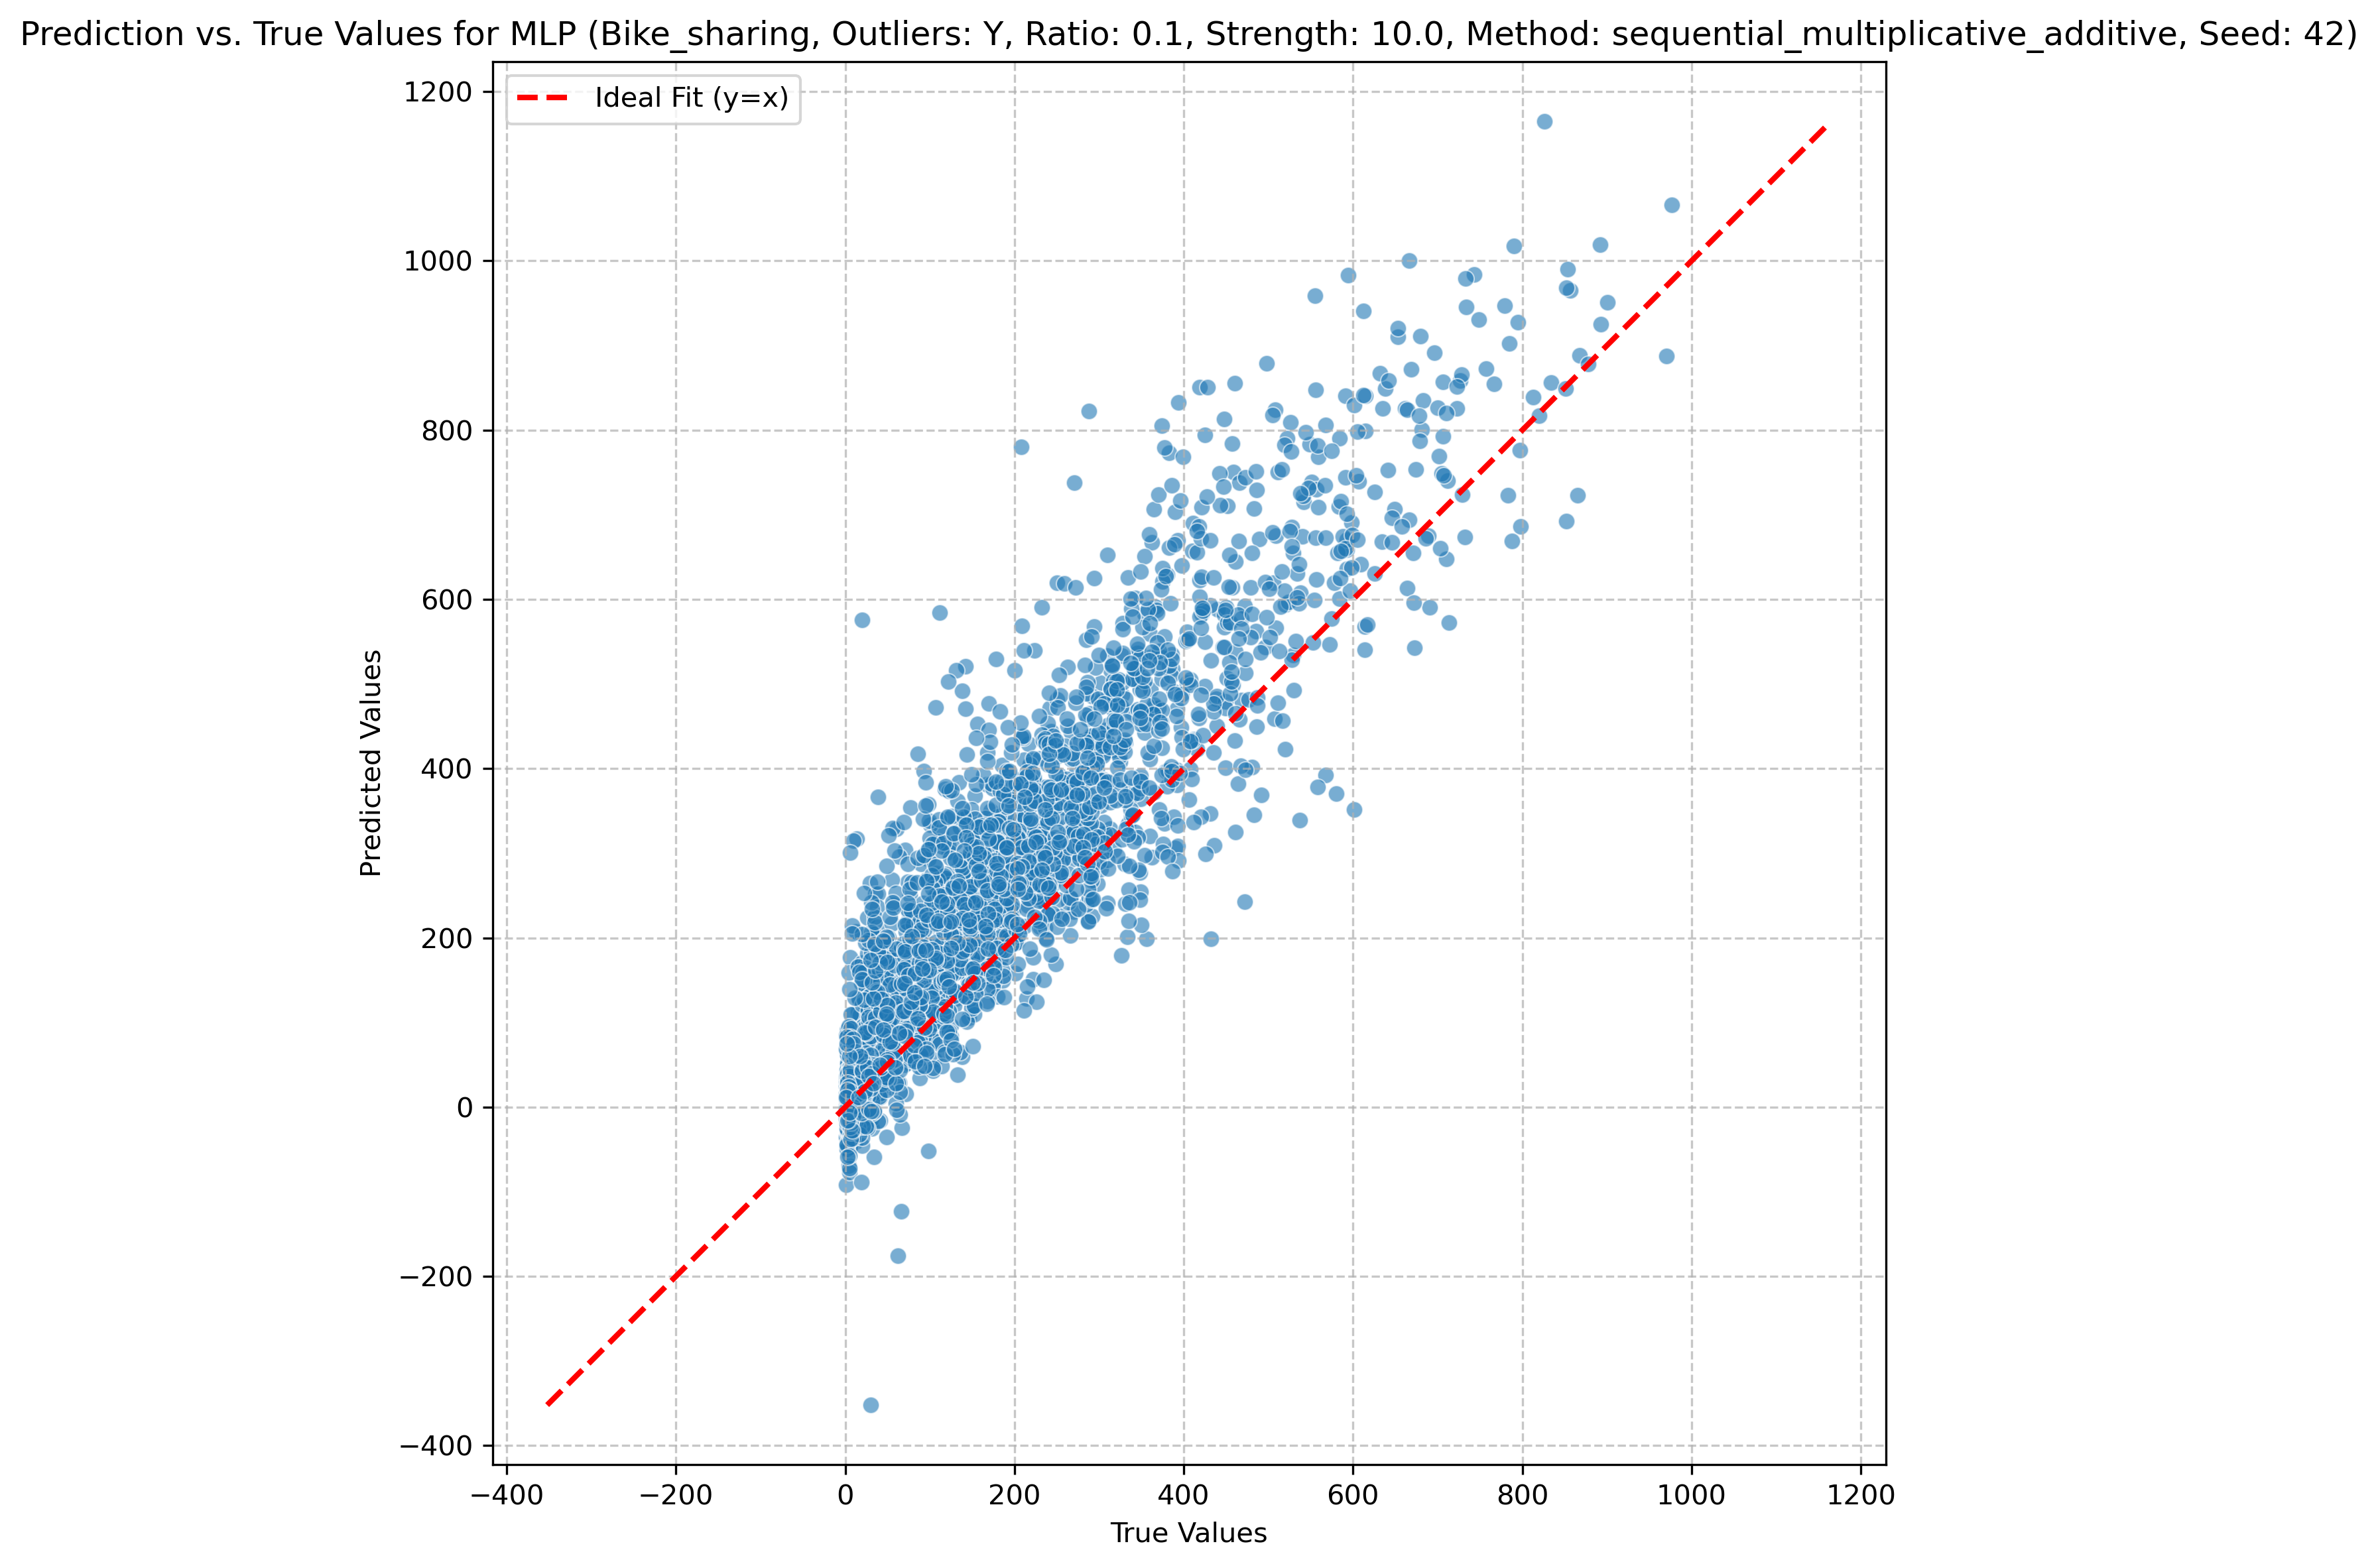 Prediction vs. True Values for MLP (Bike_sharing, Outliers: Y, Ratio: 0.1, Strength: 10.0, Method: sequential_multiplicative_additive, Seed: 42)
Ideal Fit (y=x)
1200
1000
800
600
400
200
0
−200
−400
Predicted Values
−400 −200 0 200 400 600 800 1000 1200
True Values